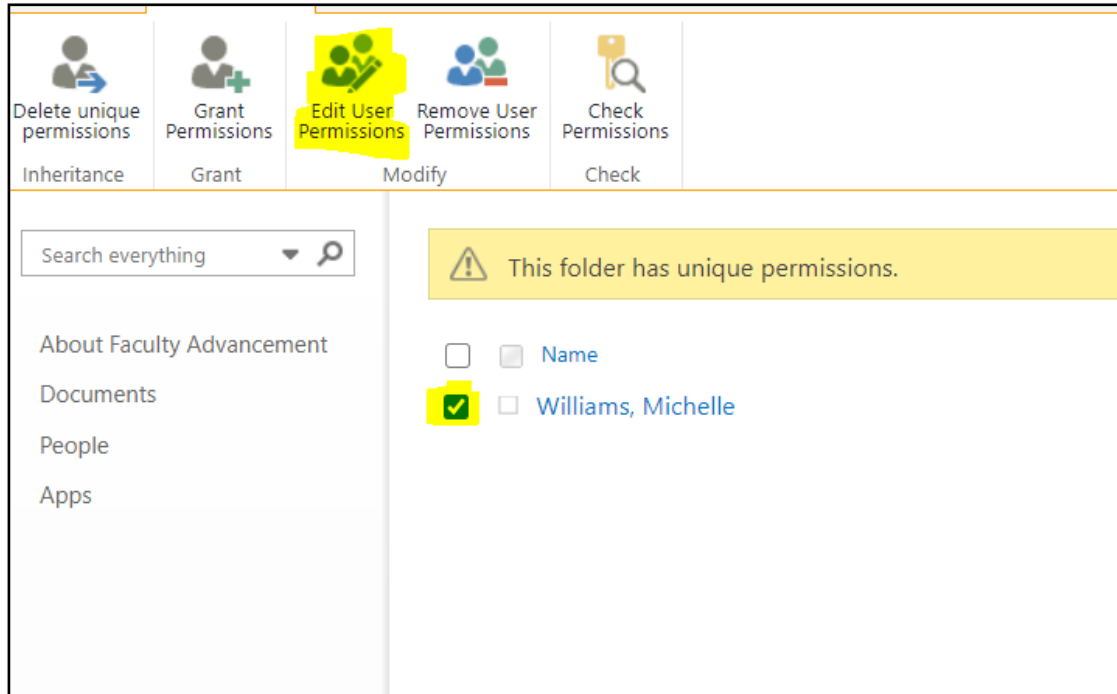 Delete unique
permissions
Grant
Permissions
Edit User
Permissions
Remove User
Permissions
Check
Permissions
Inheritance
Grant
Modify
Check
Search everything
This folder has unique permissions.
About Faculty Advancement
Documents
People
Apps
Name
Williams, Michelle